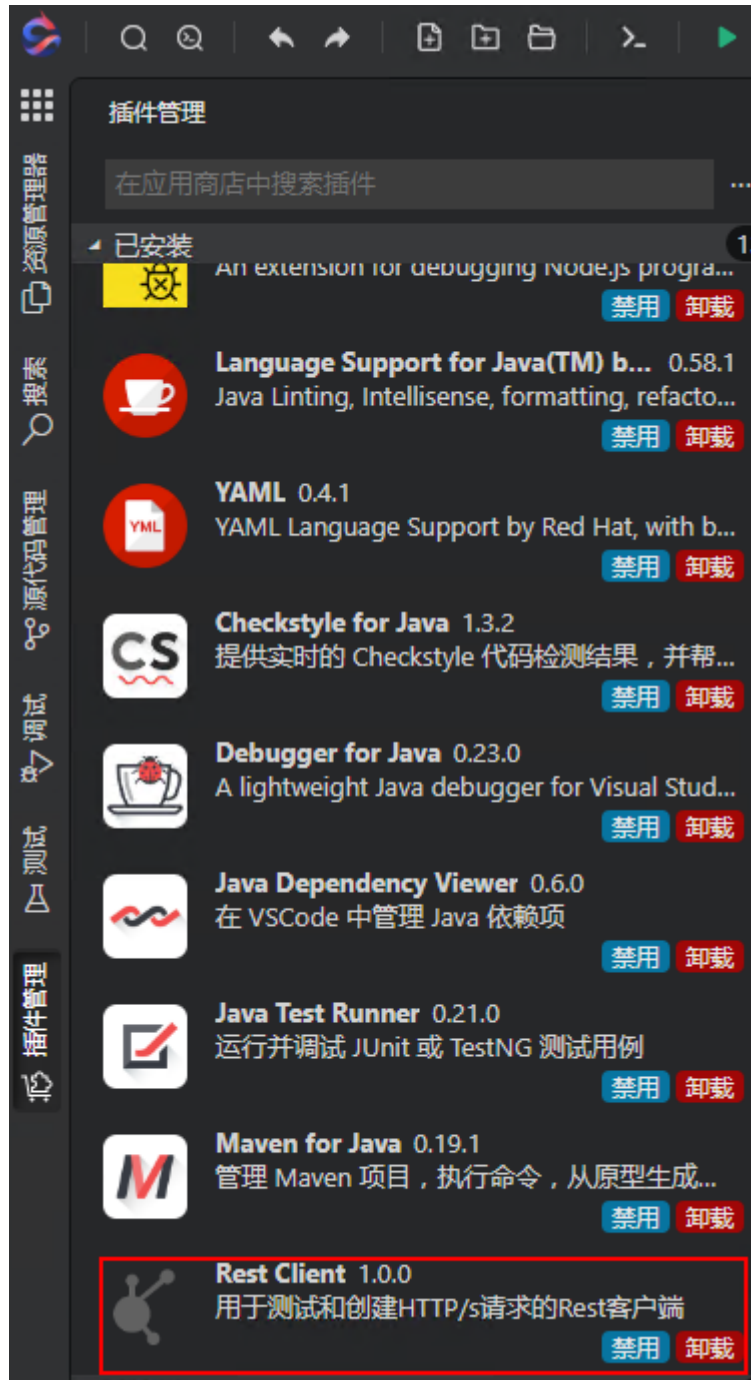 插件管理
在应用商店中搜索插件
...
已安装
1
An extension for debugging Node.js progra...
禁用 卸载
Language Support for Java(TM) b... 0.58.1
Java Linting, Intellisense, formatting, refacto...
禁用 卸载
YML
YAML 0.4.1
YAML Language Support by Red Hat, with b...
禁用 卸载
CS
Checkstyle for Java 1.3.2
提供实时的 Checkstyle 代码检测结果，并帮...
禁用 卸载
Debugger for Java 0.23.0
A lightweight Java debugger for Visual Stud...
禁用 卸载
Java Dependency Viewer 0.6.0
在 VSCode 中管理 Java 依赖项
禁用 卸载
Java Test Runner 0.21.0
运行并调试 JUnit 或 TestNG 测试用例
禁用 卸载
M
Maven for Java 0.19.1
管理 Maven 项目，执行命令，从原型生成...
禁用 卸载
Rest Client 1.0.0
用于测试和创建HTTP/s请求的Rest客户端
禁用 卸载
资源管理器
搜索
源代码管理
调试
测试
插件管理